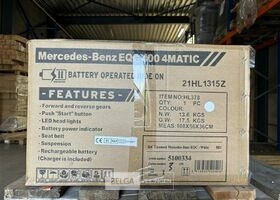 Mercedes-Benz EQC 400 4MATIC
BATTERY OPERATED RIDE ON
21HL1315Z
- FEATURES -
Forward and reverse gears
Push "Start" button
LED head lights
Battery power indicator
Seat belt
Suspension
Rechargeable battery
(Charger is included)
ITEM NO:HL378
QTY: 1 PC
COLOUR:
N.W. 13.6 KGS
G.W. 17.5 KGS
MEAS:
5100334